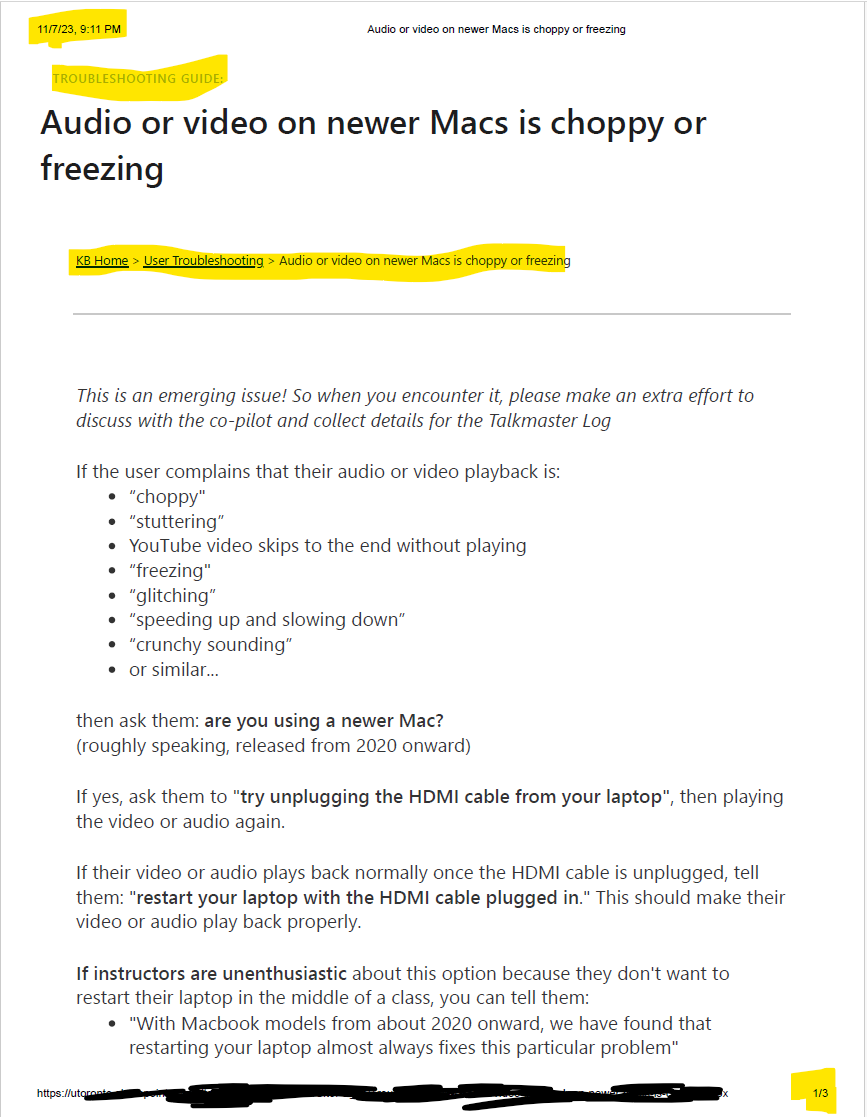 11/7/23, 9:11 PM Audio or video on newer Macs is choppy or freezing
TROUBLESHOOTING GUIDE:
Audio or video on newer Macs is choppy or
freezing
KB Home > User Troubleshooting > Audio or video on newer Macs is choppy or freezing
This is an emerging issue! So when you encounter it, please make an extra effort to
discuss with the co-pilot and collect details for the Talkmaster Log
If the user complains that their audio or video playback is:
• “choppy"
• “stuttering”
• YouTube video skips to the end without playing
• “freezing"
• “glitching”
• “speeding up and slowing down”
• “crunchy sounding”
• or similar...
then ask them: are you using a newer Mac?
(roughly speaking, released from 2020 onward)
If yes, ask them to "try unplugging the HDMI cable from your laptop", then playing
the video or audio again.
If their video or audio plays back normally once the HDMI cable is unplugged, tell
them: "restart your laptop with the HDMI cable plugged in." This should make their
video or audio play back properly.
If instructors are unenthusiastic about this option because they don't want to
restart their laptop in the middle of a class, you can tell them:
• "With Macbook models from about 2020 onward, we have found that
restarting your laptop almost always fixes this particular problem"
1/3